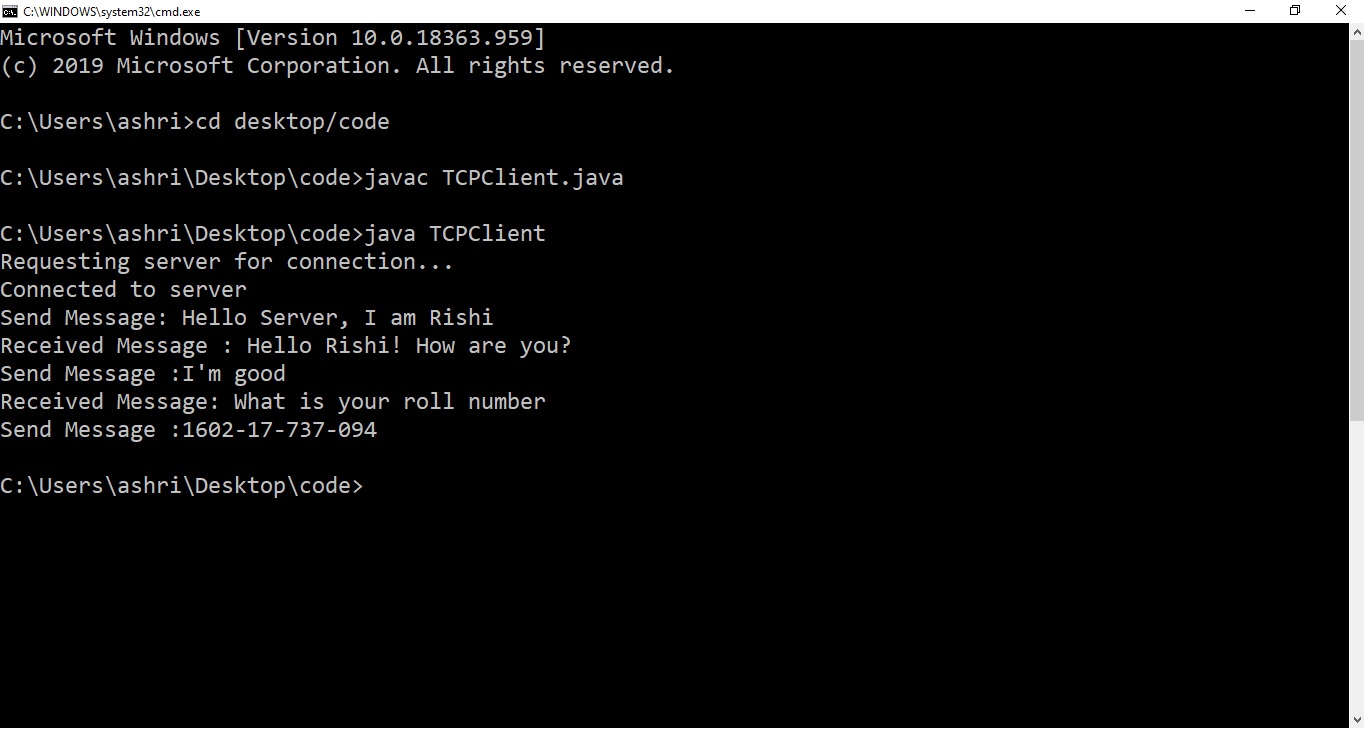 C:\WINDOWS\system32\cmd.exe
Microsoft Windows [Version 10.0.18363.959]
(c) 2019 Microsoft Corporation. All rights reserved.
C:\Users\ashri>cd desktop/code
C:\Users\ashri\Desktop\code>javac TCPClient.java
C:\Users\ashri\Desktop\code>java TCPClient
Requesting server for connection...
Connected to server
Send Message: Hello Server, I am Rishi
Received Message : Hello Rishi! How are you?
Send Message :I'm good
Received Message: What is your roll number
Send Message :1602-17-737-094
C:\Users\ashri\Desktop\code>